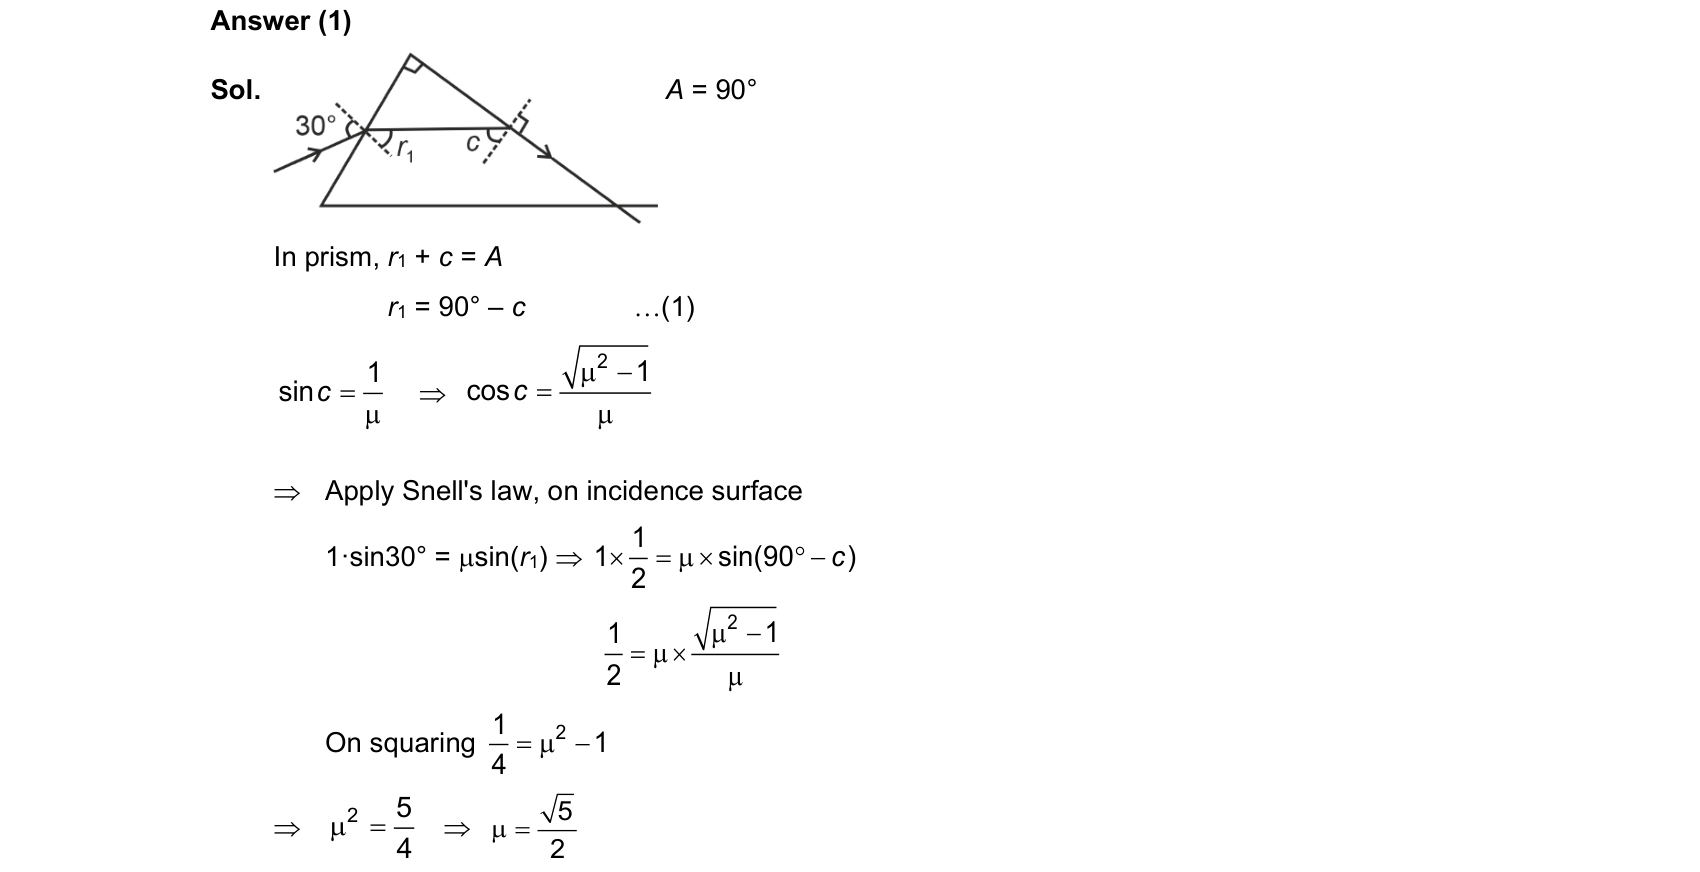 Answer (1)
Sol.
A = 90°
30°
r₁
c
In prism, r₁ + c = A
r₁ = 90° – c …(1)
sin c = 1/μ ⇒ cos c = √(μ² – 1)/μ
⇒ Apply Snell's law, on incidence surface
1·sin30° = μsin(r₁) ⇒ 1 × 1/2 = μ × sin(90° – c)
1/2 = μ × √(μ² – 1)/μ
On squaring 1/4 = μ² – 1
⇒ μ² = 5/4 ⇒ μ = √5/2